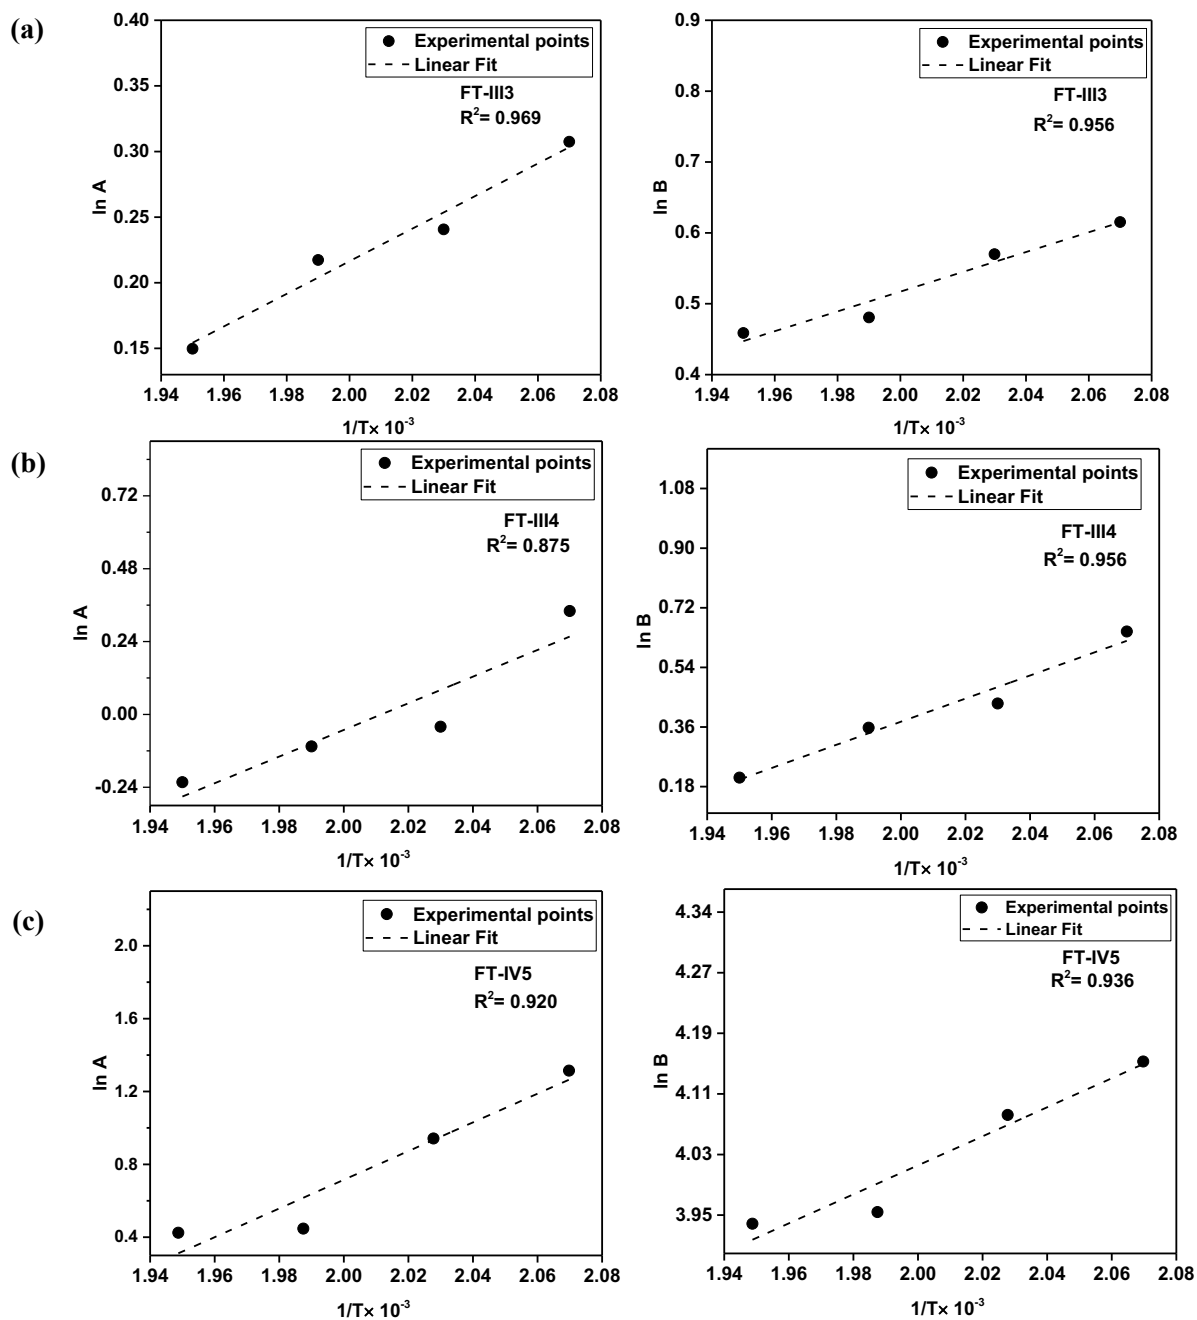 (a)
0.40
0.35
0.30
0.25
0.20
0.15
ln A
Experimental points
Linear Fit
FT-III3
R²= 0.969
1.94 1.96 1.98 2.00 2.02 2.04 2.06 2.08
1/T× 10⁻³
0.9
0.8
0.7
0.6
0.5
0.4
ln B
Experimental points
Linear Fit
FT-III3
R²= 0.956
1.94 1.96 1.98 2.00 2.02 2.04 2.06 2.08
1/T× 10⁻³
(b)
0.72
0.48
0.24
0.00
-0.24
ln A
Experimental points
Linear Fit
FT-III4
R²= 0.875
1.94 1.96 1.98 2.00 2.02 2.04 2.06 2.08
1/T× 10⁻³
1.08
0.90
0.72
0.54
0.36
0.18
ln B
Experimental points
Linear Fit
FT-III4
R²= 0.956
1.94 1.96 1.98 2.00 2.02 2.04 2.06 2.08
1/T× 10⁻³
(c)
2.0
1.6
1.2
0.8
0.4
ln A
Experimental points
Linear Fit
FT-IV5
R²= 0.920
1.94 1.96 1.98 2.00 2.02 2.04 2.06 2.08
1/T× 10⁻³
4.34
4.27
4.19
4.11
4.03
3.95
ln B
Experimental points
Linear Fit
FT-IV5
R²= 0.936
1.94 1.96 1.98 2.00 2.02 2.04 2.06 2.08
1/T× 10⁻³